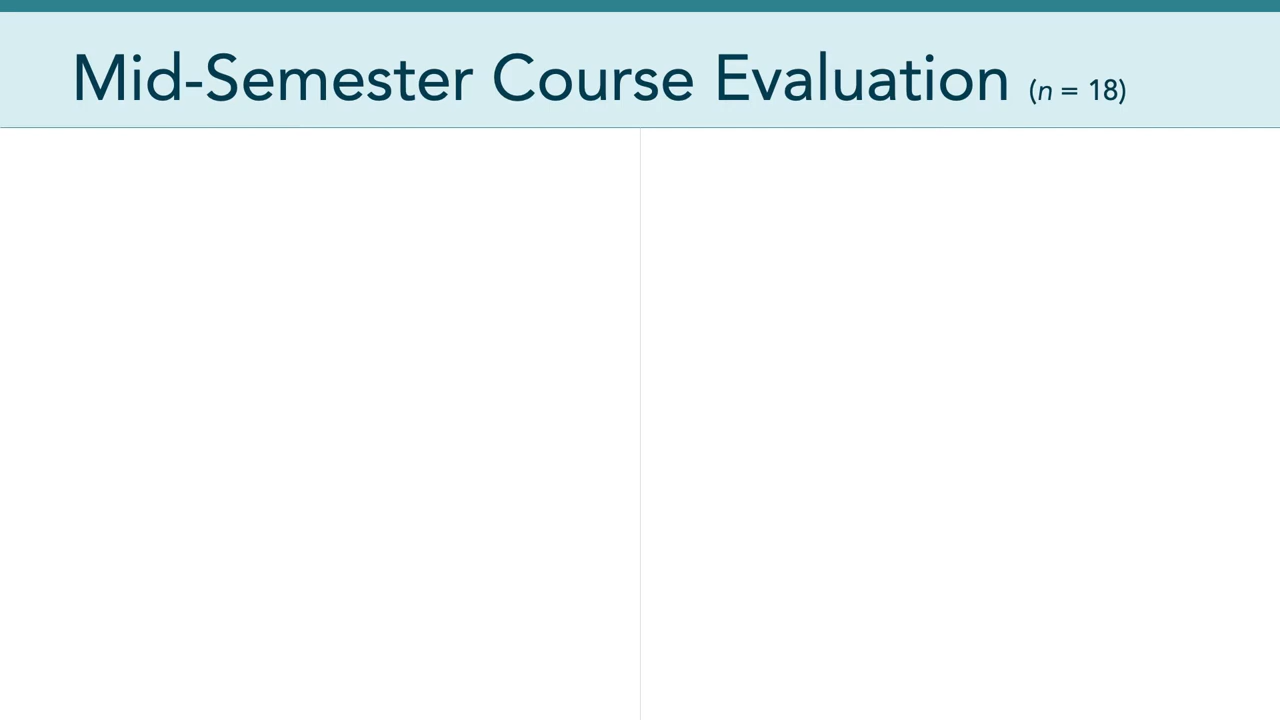 Mid-Semester Course Evaluation (n = 18)